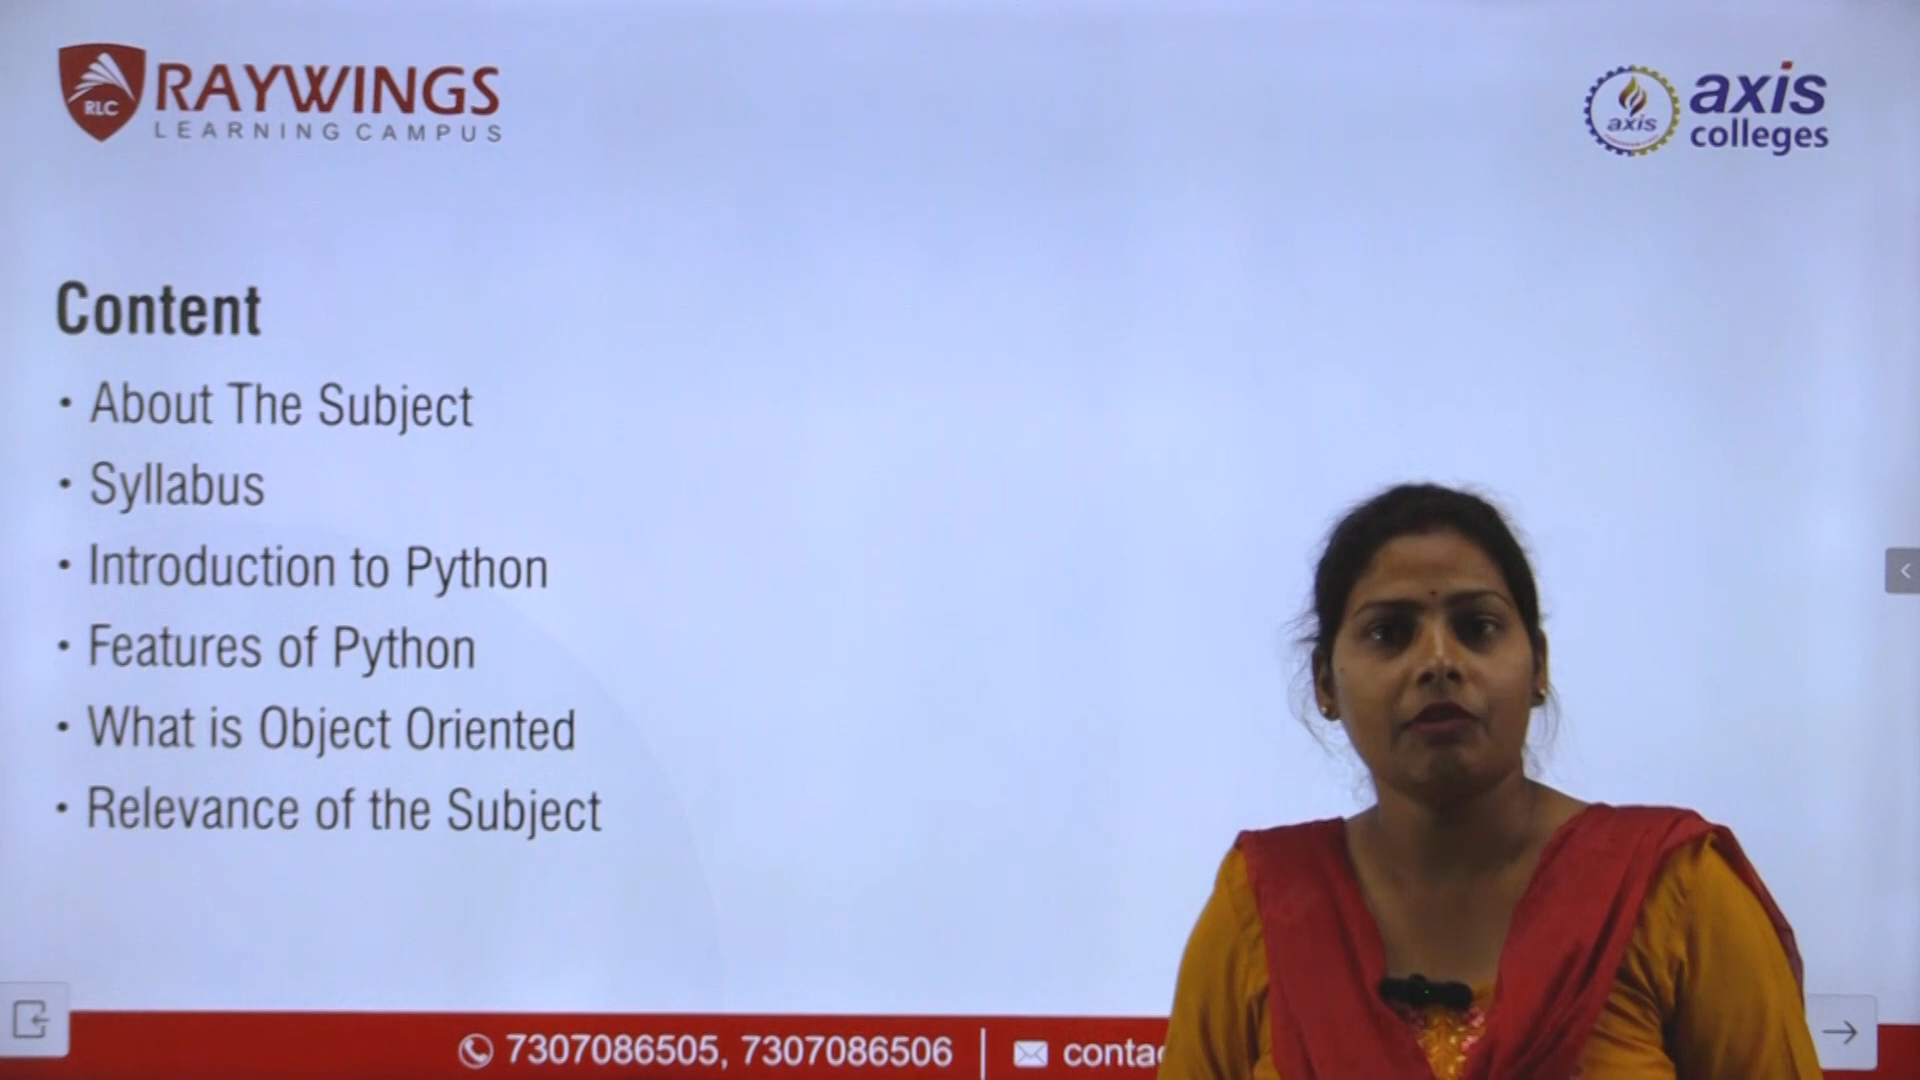 RLC
RAYWINGS
LEARNING CAMPUS
axis
axis
colleges
Content
• About The Subject
• Syllabus
• Introduction to Python
• Features of Python
• What is Object Oriented
• Relevance of the Subject
7307086505, 7307086506 | conta